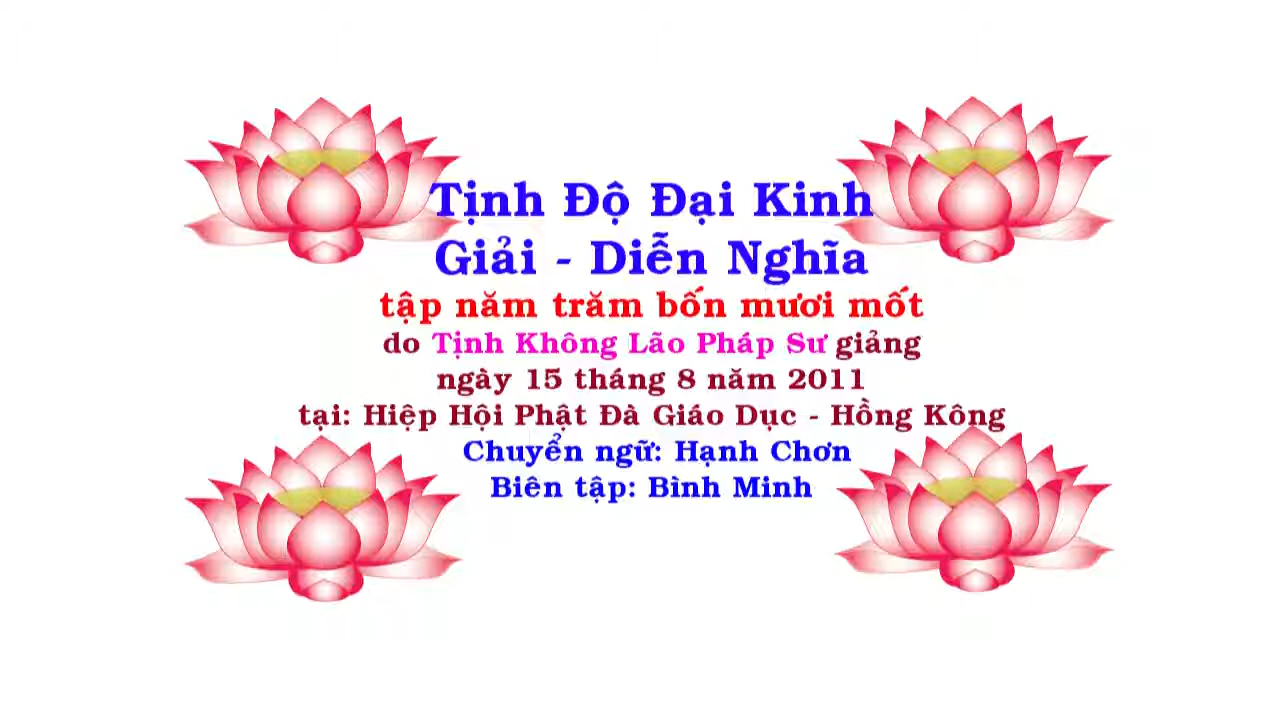 Tịnh Độ Đại Kinh
Giải - Diễn Nghĩa
tập năm trăm bốn mươi mốt
do Tịnh Không Lão Pháp Sư giảng
ngày 15 tháng 8 năm 2011
tại: Hiệp Hội Phật Đà Giáo Dục - Hồng Kông
Chuyển ngữ: Hạnh Chơn
Biên tập: Bình Minh